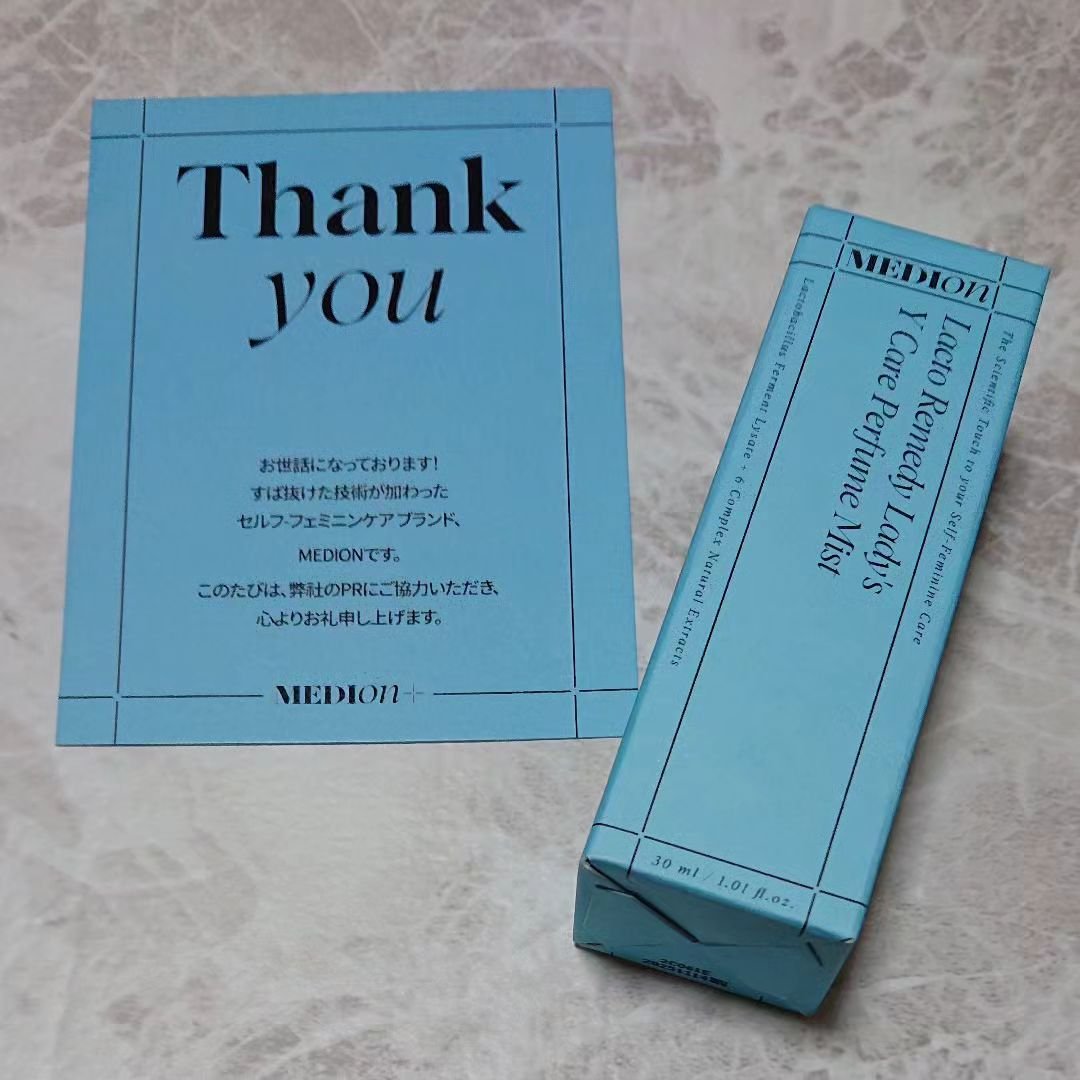 Thank
you
お世話になっております!
すば抜けた技術が加わった
セルフ-フェミニンケア ブランド、
MEDIONです。
このたびは、弊社のPRにご協力いただき、
心よりお礼申し上げます。
MEDION+
MEDION
The Scientific Touch to your Self-Feminine Care
Lacto Remedy Lady's
Y Care Perfume Mist
Lactobacillus Ferment Lysate + 6 Complex Natural Extracts
30 ml / 1.01 fl.oz.